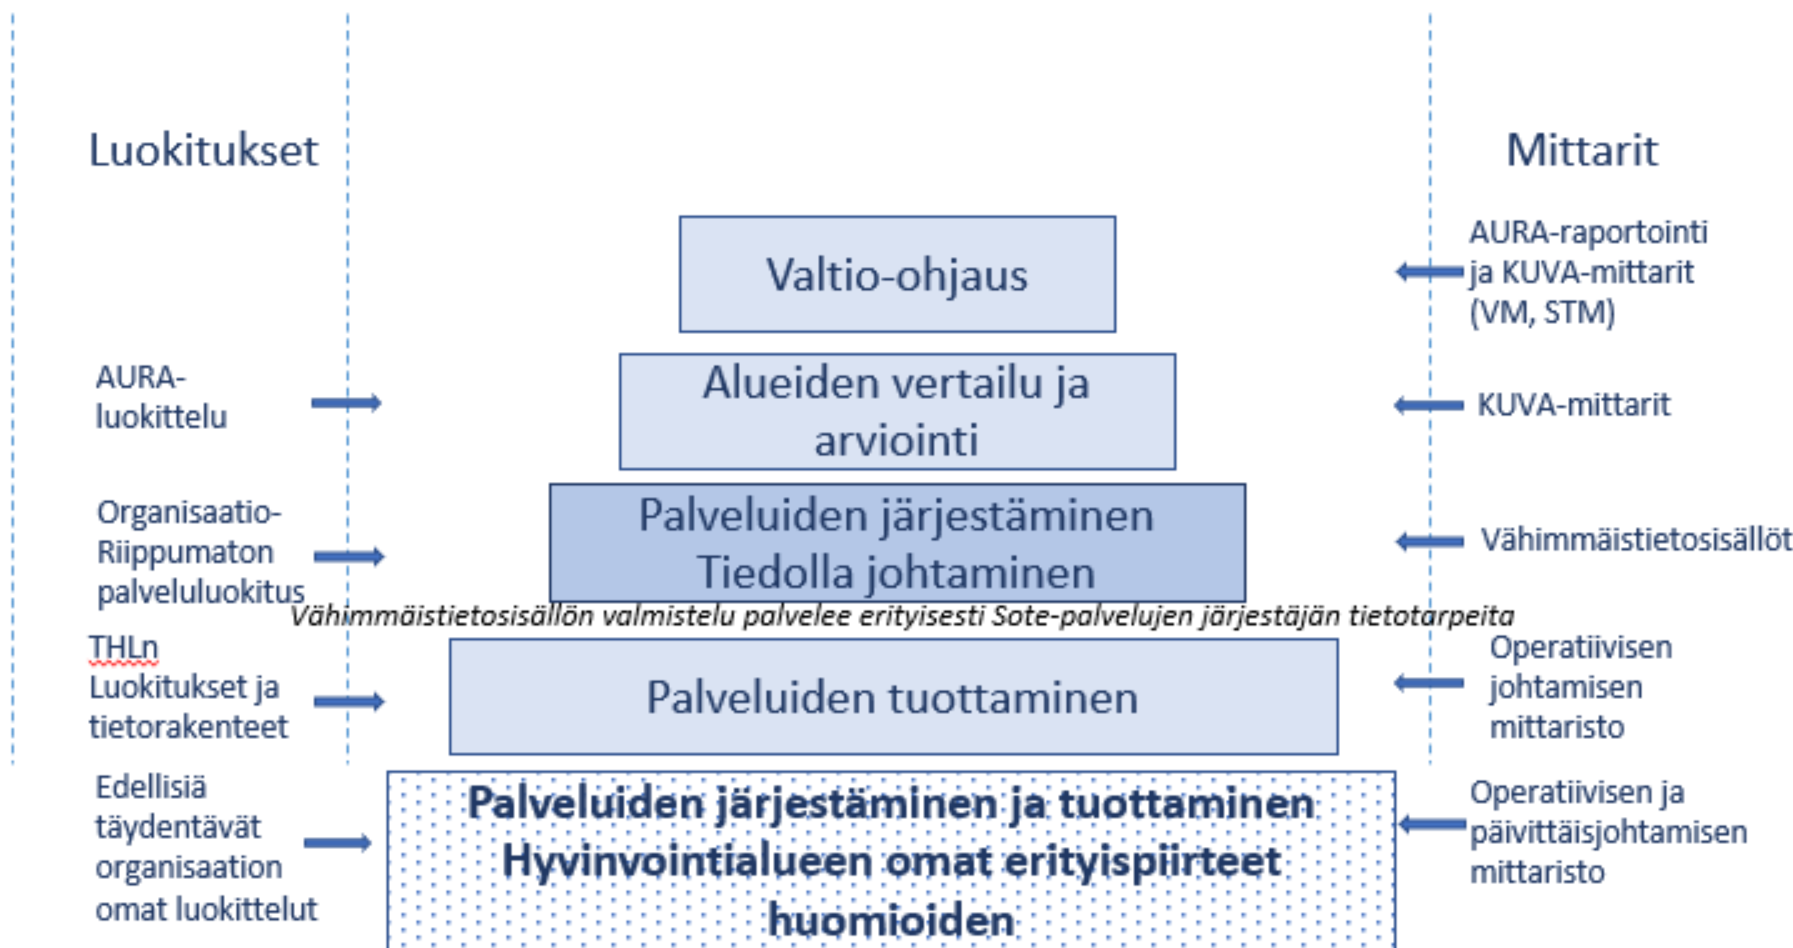 Luokitukset
Mittarit
Valtio-ohjaus
AURA-raportointi
ja KUVA-mittarit
(VM, STM)
AURA-
luokittelu
Alueiden vertailu ja
arviointi
KUVA-mittarit
Organisaatio-
Riippumaton
palveluluokitus
Palveluiden järjestäminen
Tiedolla johtaminen
Vähimmäistietosisällöt
Vähimmäistietosisällön valmistelu palvelee erityisesti Sote-palvelujen järjestäjän tietotarpeita
THLn
Luokitukset ja
tietorakenteet
Palveluiden tuottaminen
Operatiivisen
johtamisen
mittaristo
Edellisiä
täydentävät
organisaation
omat luokittelut
Palveluiden järjestäminen ja tuottaminen
Hyvinvointialueen omat erityispiirteet
huomioiden
Operatiivisen ja
päivittäisjohtamisen
mittaristo